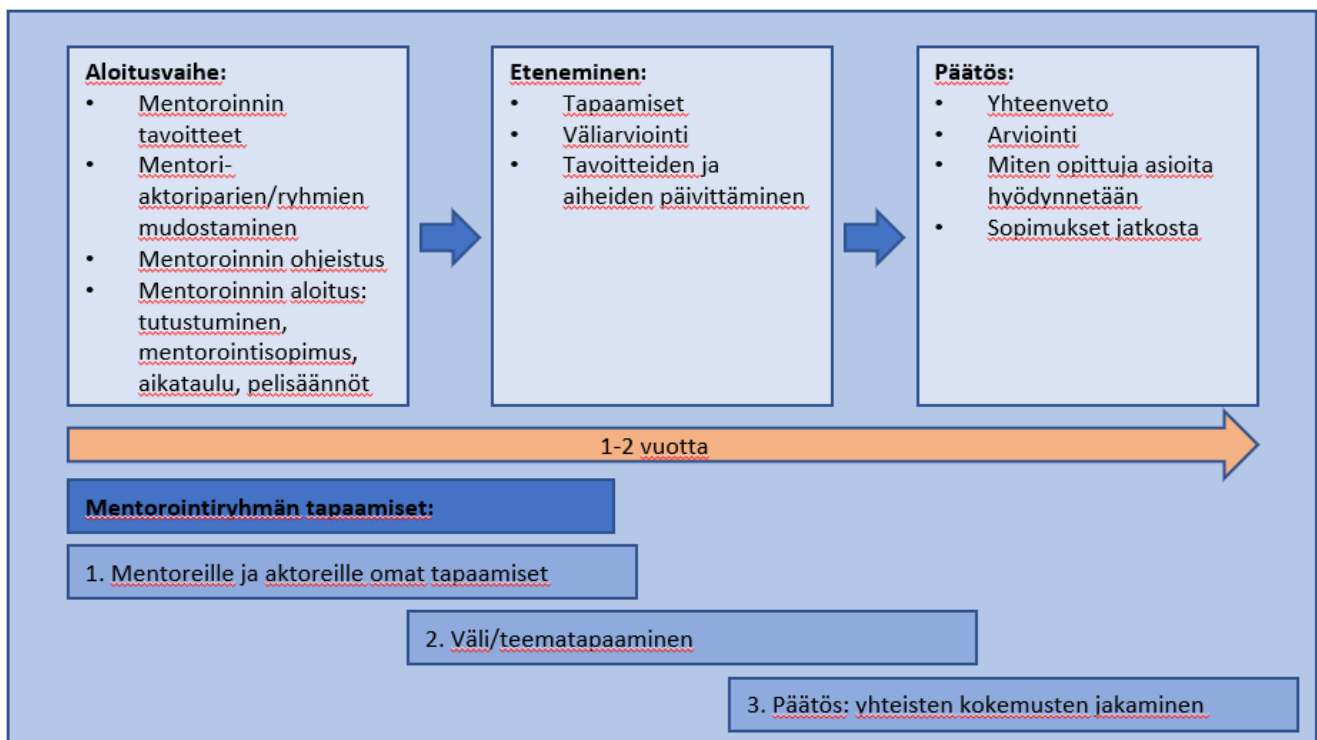 Aloitusvaihe:
• Mentoroinnin
tavoitteet
• Mentori-
aktoriparien/ryhmien
mudostaminen
• Mentoroinnin ohjeistus
• Mentoroinnin aloitus:
tutustuminen,
mentorointisopimus,
aikataulu, pelisäännöt
Eteneminen:
• Tapaamiset
• Väliarviointi
• Tavoitteiden ja
aiheiden päivittäminen
Päätös:
• Yhteenveto
• Arviointi
• Miten opittuja asioita
hyödynnetään
• Sopimukset jatkosta
1-2 vuotta
Mentorointiryhmän tapaamiset:
1. Mentoreille ja aktoreille omat tapaamiset
2. Väli/teematapaaminen
3. Päätös: yhteisten kokemusten jakaminen